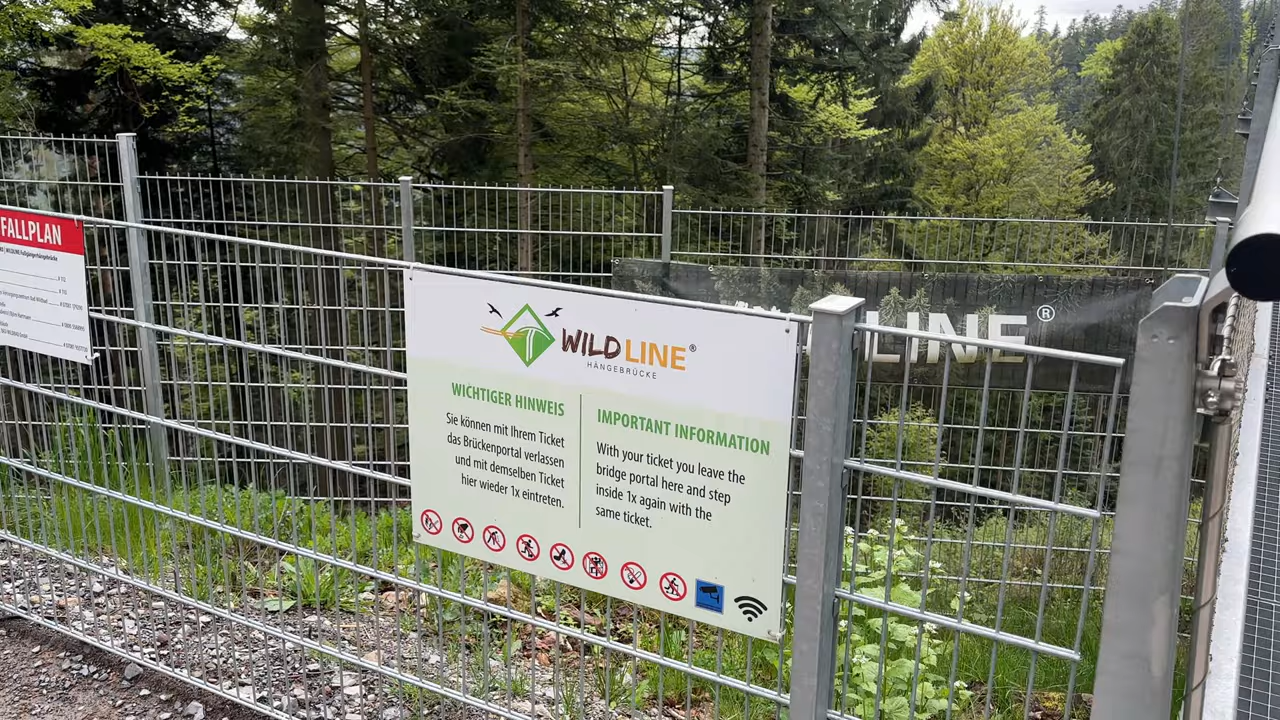 FALLPLAN
WILDLINE®
HÄNGEBRÜCKE
WICHTIGER HINWEIS
Sie können mit Ihrem Ticket
das Brückenportal verlassen
und mit demselben Ticket
hier wieder 1x eintreten.
IMPORTANT INFORMATION
With your ticket you leave the
bridge portal here and step
inside 1x again with the
same ticket.
LINE®